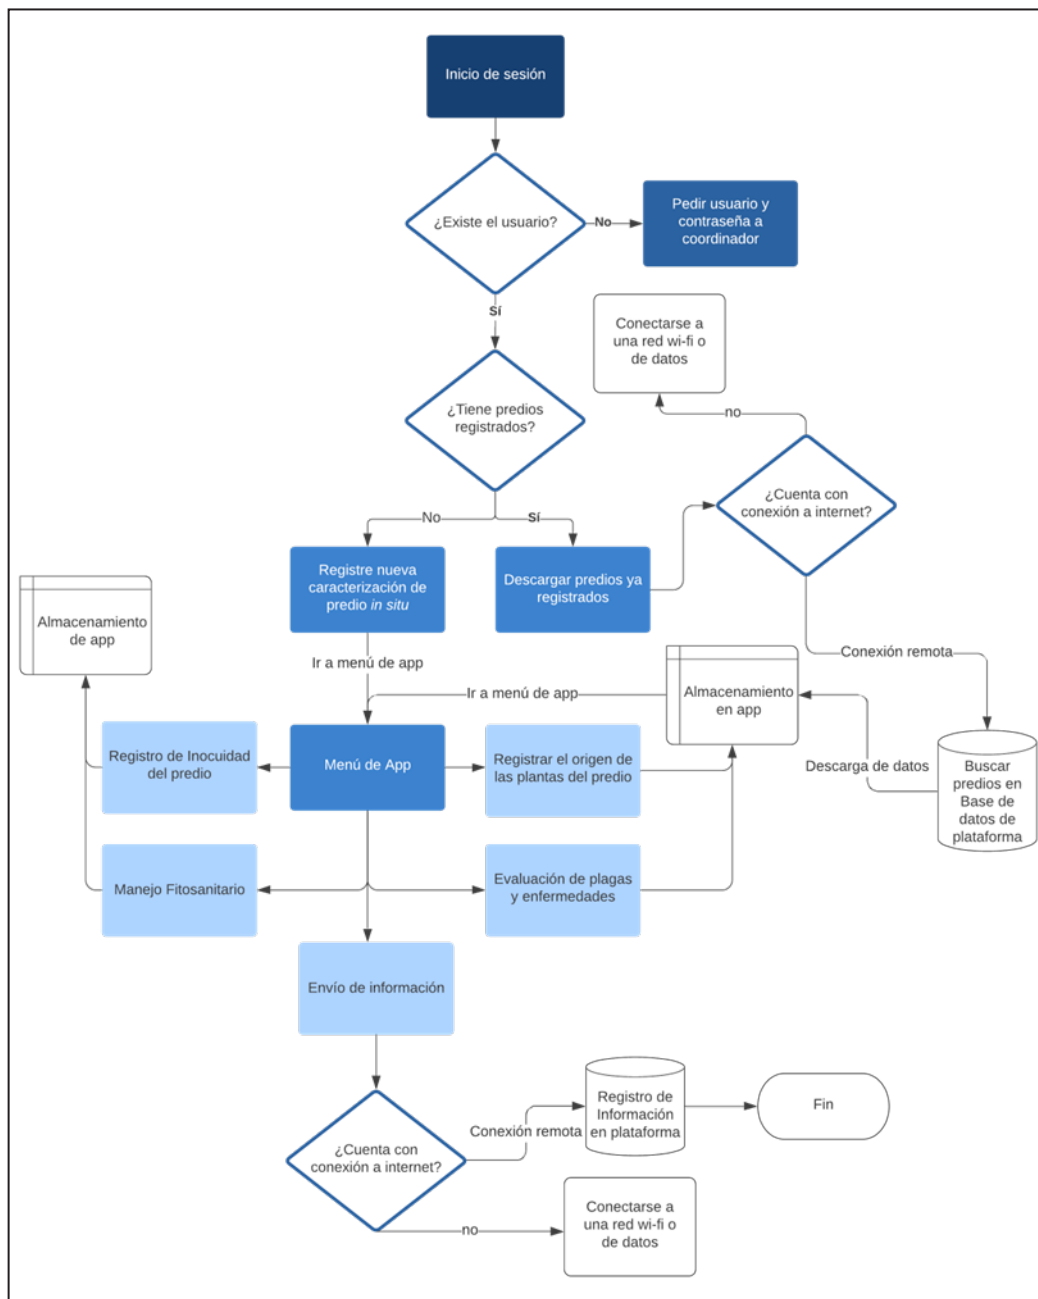 Inicio de sesión
¿Existe el usuario?
No
Pedir usuario y
contraseña a
coordinador
Sí
Conectarse a
una red wi-fi o
de datos
no
¿Tiene predios
registrados?
¿Cuenta con
conexión a internet?
No
Sí
Registre nueva
caracterización de
predio in situ
Descargar predios ya
registrados
Almacenamiento
de app
Ir a menú de app
Conexión remota
Ir a menú de app
Almacenamiento
en app
Registro de Inocuidad
del predio
Menú de App
Registrar el origen de
las plantas del predio
Descarga de datos
Buscar
predios en
Base de
datos de
plataforma
Manejo Fitosanitario
Evaluación de plagas
y enfermedades
Envío de información
Registro de
Información
en plataforma
Fin
Conexión remota
¿Cuenta con
conexión a internet?
no
Conectarse a
una red wi-fi o
de datos